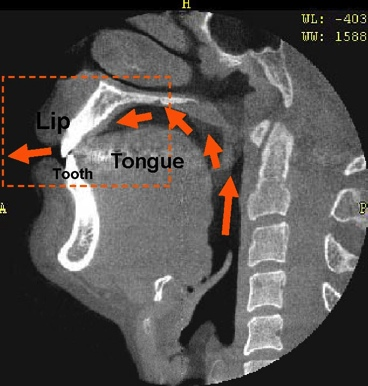 H
WL: -403
WW: 1588
Lip
Tongue
Tooth
A
P